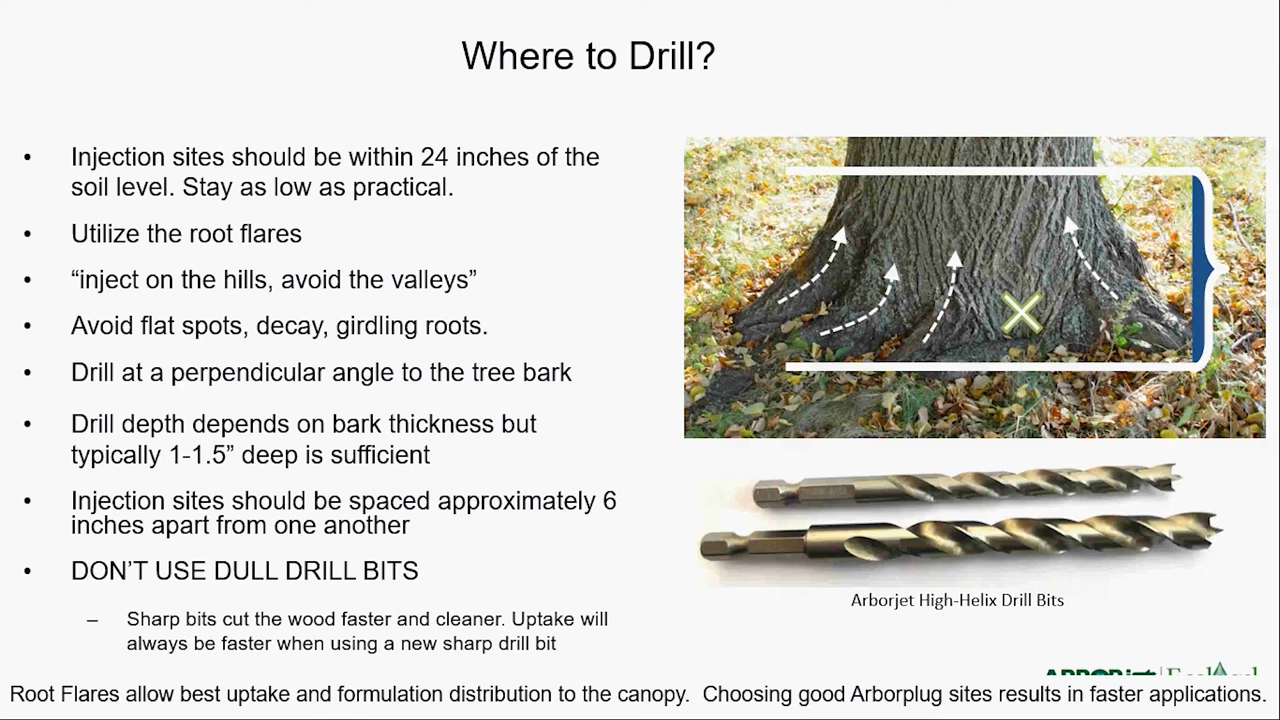 Where to Drill?
• Injection sites should be within 24 inches of the
soil level. Stay as low as practical.
• Utilize the root flares
• “inject on the hills, avoid the valleys”
• Avoid flat spots, decay, girdling roots.
• Drill at a perpendicular angle to the tree bark
• Drill depth depends on bark thickness but
typically 1-1.5” deep is sufficient
• Injection sites should be spaced approximately 6
inches apart from one another
• DON’T USE DULL DRILL BITS
– Sharp bits cut the wood faster and cleaner. Uptake will
always be faster when using a new sharp drill bit
Arborjet High-Helix Drill Bits
Root Flares allow best uptake and formulation distribution to the canopy. Choosing good Arborplug sites results in faster applications.